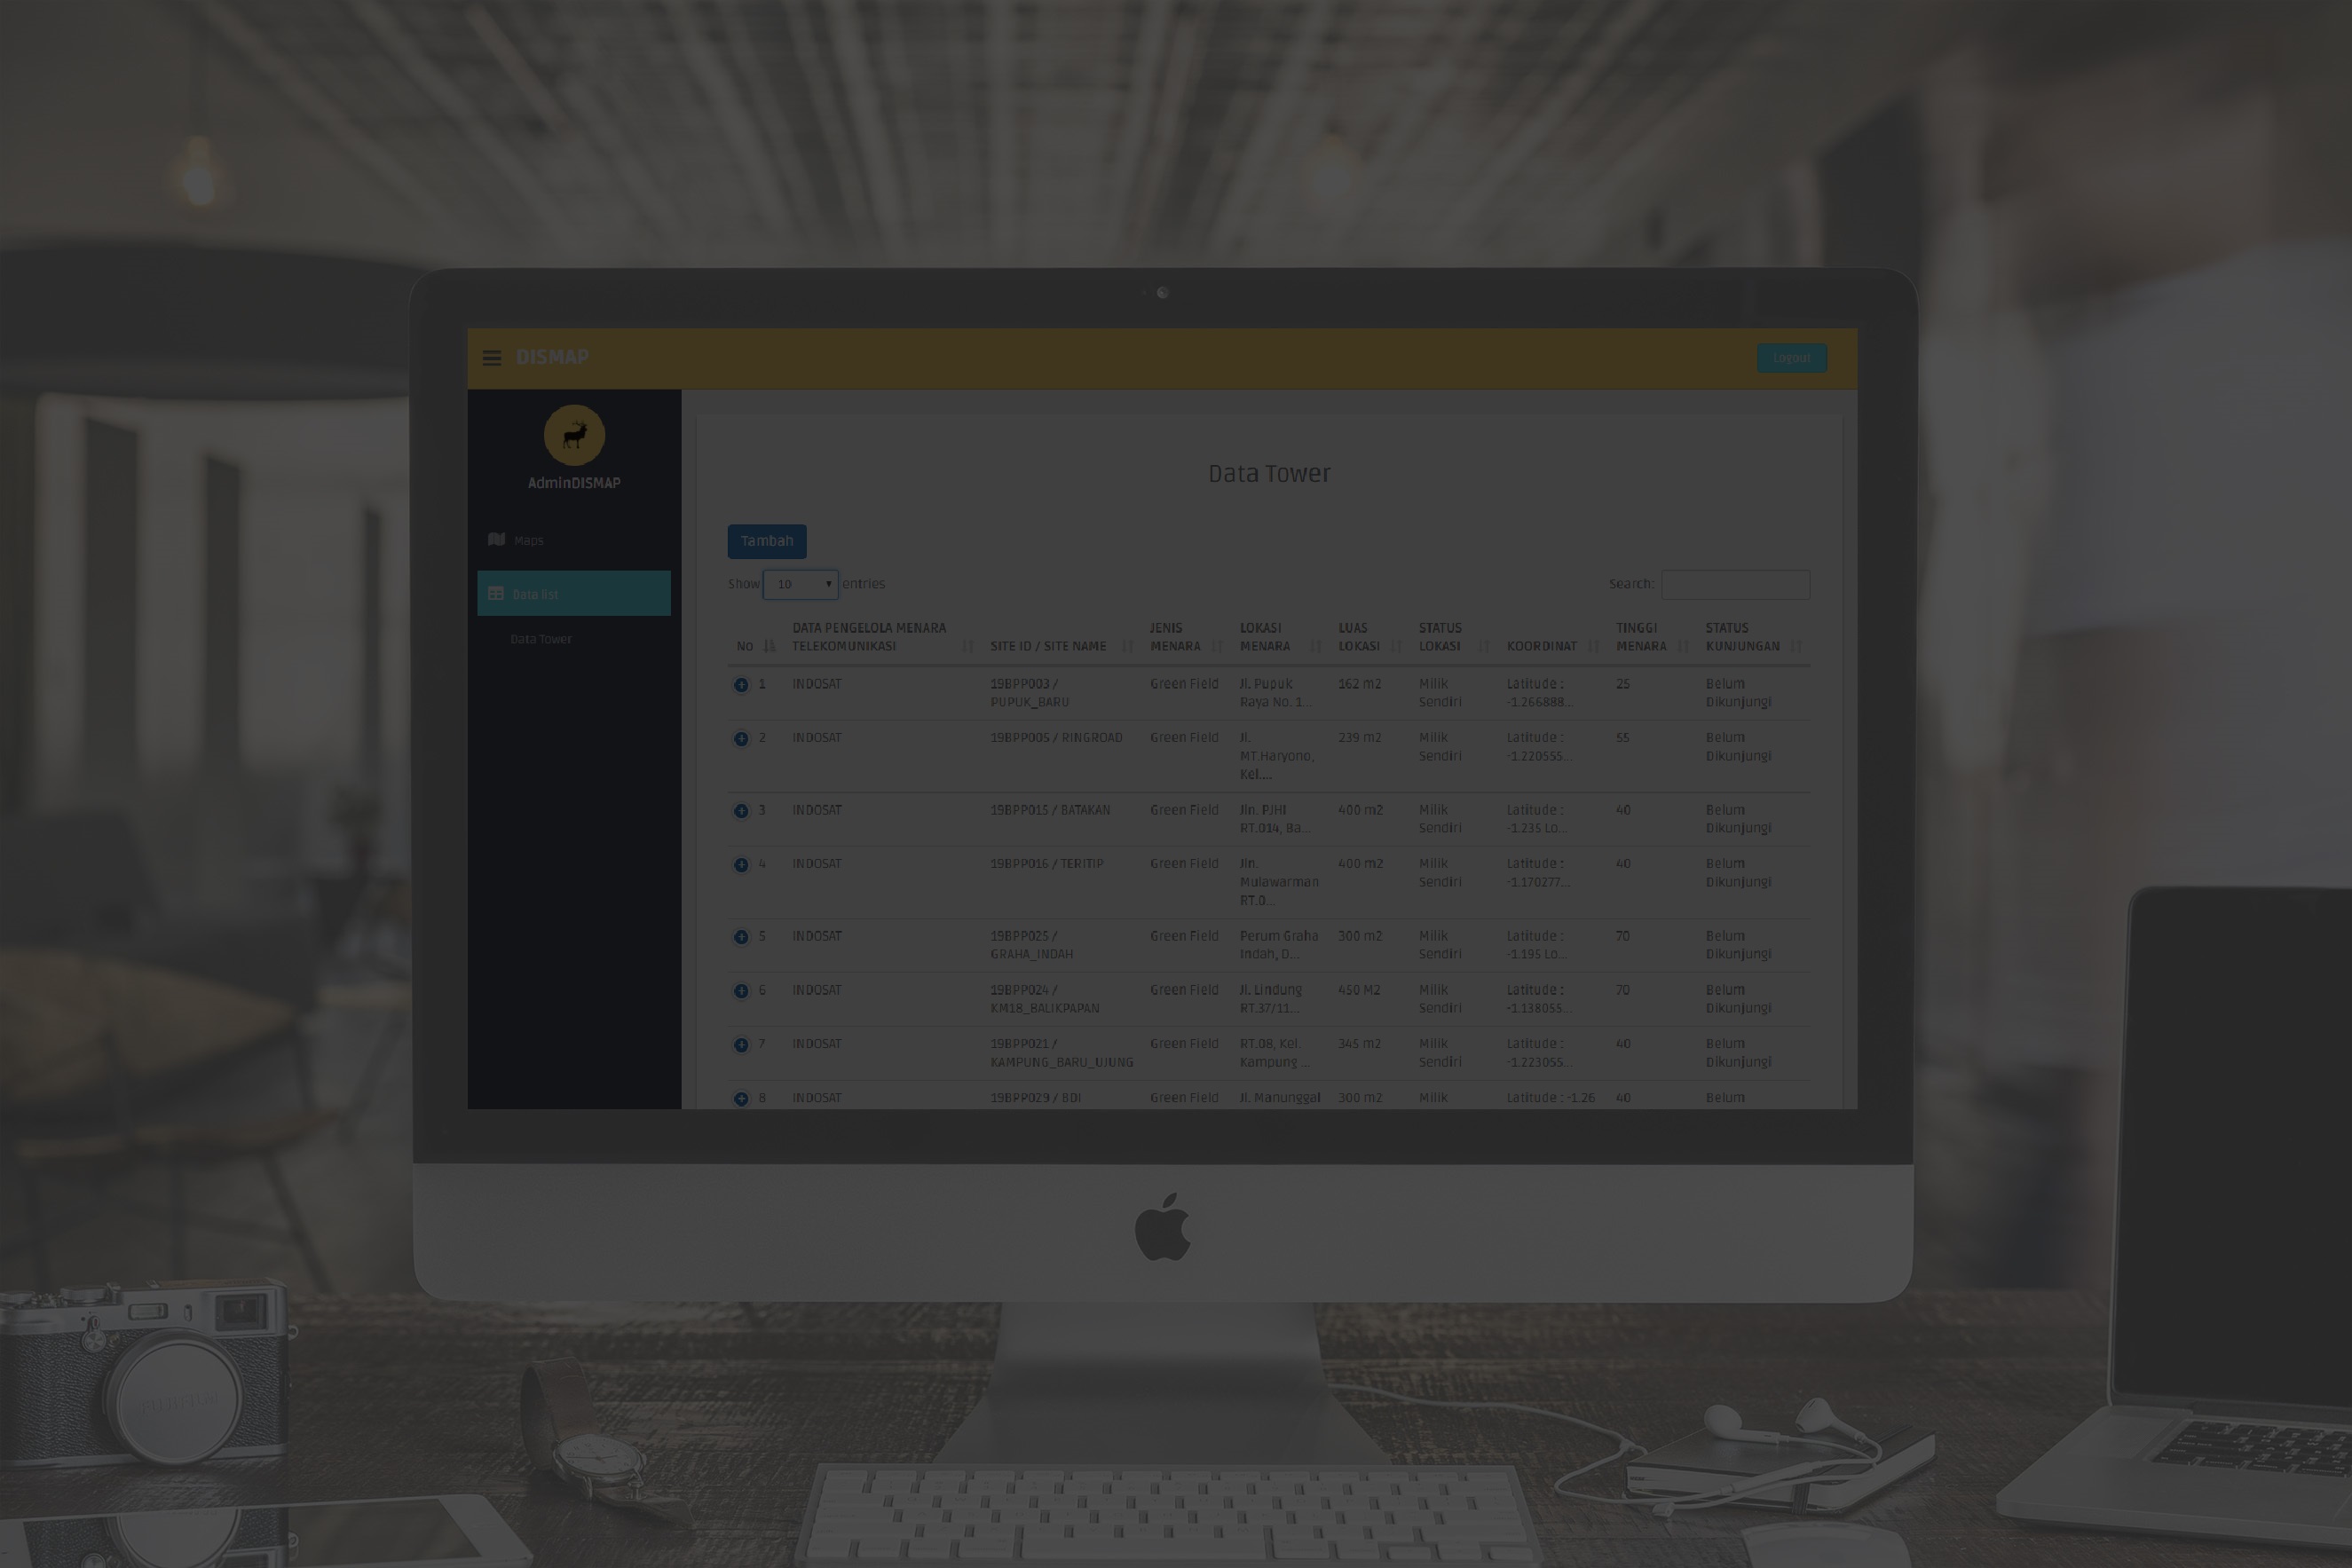 DISMAP
Logout
AdminDISMAP
Maps
Data list
Data Tower
Data Tower
Tambah
Show 10 entries
Search:
No
DATA PENGELOLA MENARA
TELEKOMUNIKASI
SITE ID / SITE NAME
JENIS
MENARA
LOKASI
MENARA
LUAS
LOKASI
STATUS
LOKASI
KOORDINAT
TINGGI
MENARA
STATUS
KUNJUNGAN
1 INDOSAT 19BPP003 / Green Field Jl. Pupuk 162 m2 Milik Latitude : 25 Belum
PUPUK_BARU Raya No. 1... Sendiri -1.266888... Dikunjungi
2 INDOSAT 19BPP005 / RINGROAD Green Field Jl. 239 m2 Milik Latitude : 55 Belum
MT.Haryono, Sendiri -1.220555... Dikunjungi
Kel....
3 INDOSAT 19BPP015 / BATAKAN Green Field Jln. PJHI 400 m2 Milik Latitude : 40 Belum
RT.014, Ba... Sendiri -1.235 Lo... Dikunjungi
4 INDOSAT 19BPP016 / TERITIP Green Field Jln. 400 m2 Milik Latitude : 40 Belum
Mulawarman Sendiri -1.170277... Dikunjungi
RT.0...
5 INDOSAT 19BPP025 / Green Field Perum Graha 300 m2 Milik Latitude : 70 Belum
GRAHA_INDAH Indah, D... Sendiri -1.195 Lo... Dikunjungi
6 INDOSAT 19BPP024 / Green Field Jl. Lindung 450 M2 Milik Latitude : 70 Belum
KM18_BALIKPAPAN RT.37/11... Sendiri -1.138055... Dikunjungi
7 INDOSAT 19BPP021 / Green Field RT.08, Kel. 345 m2 Milik Latitude : 40 Belum
KAMPUNG_BARU_UJUNG Kampung ... Sendiri -1.223055... Dikunjungi
8 INDOSAT 19BPP029 / BDI Green Field Jl. Manunggal 300 m2 Milik Latitude : -1.26 40 Belum
FUJIFILM